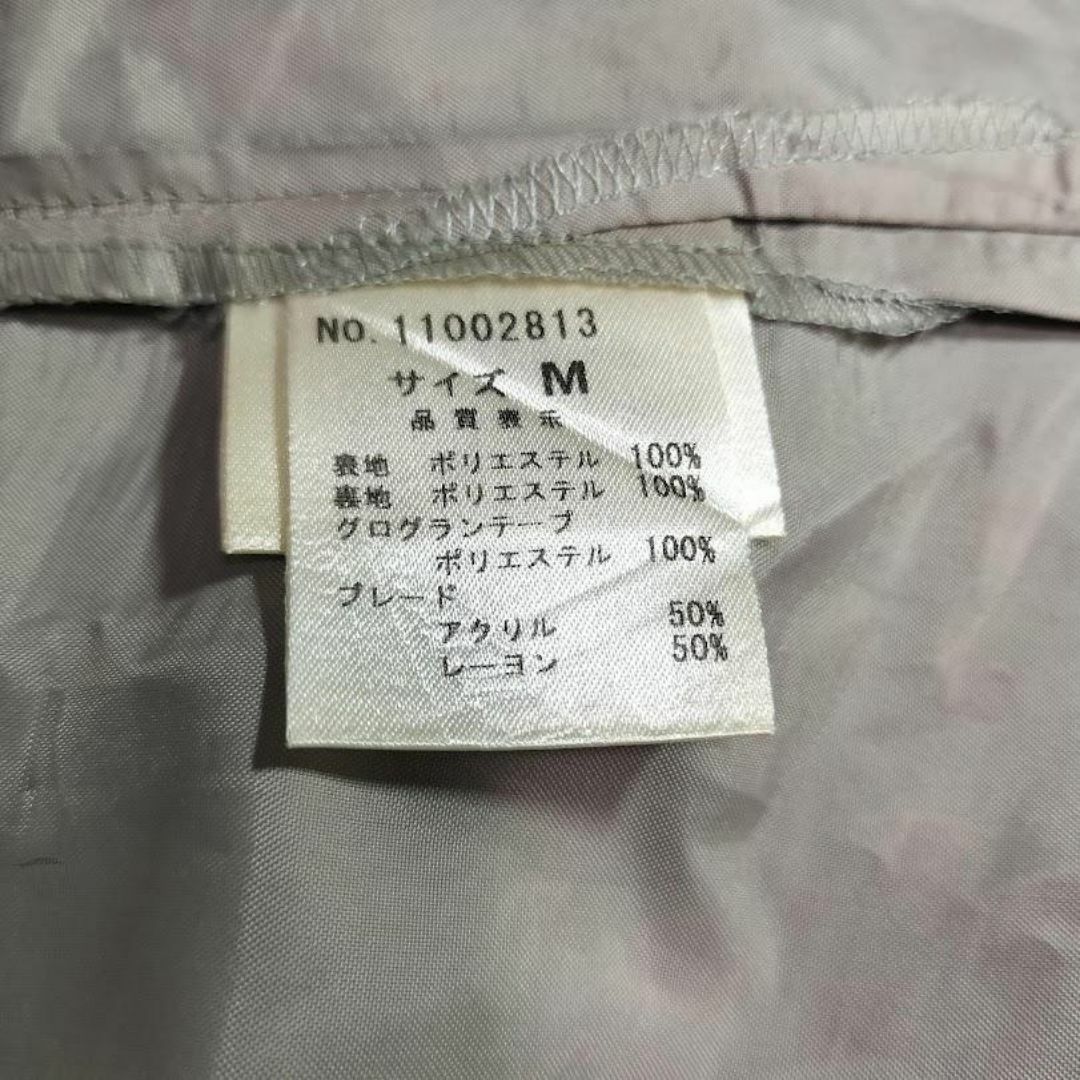 No. 11002813
サイズ M
品質表示
表地 ポリエステル 100%
裏地 ポリエステル 100%
グログランテープ
ポリエステル 100%
ブレード
アクリル 50%
レーヨン 50%